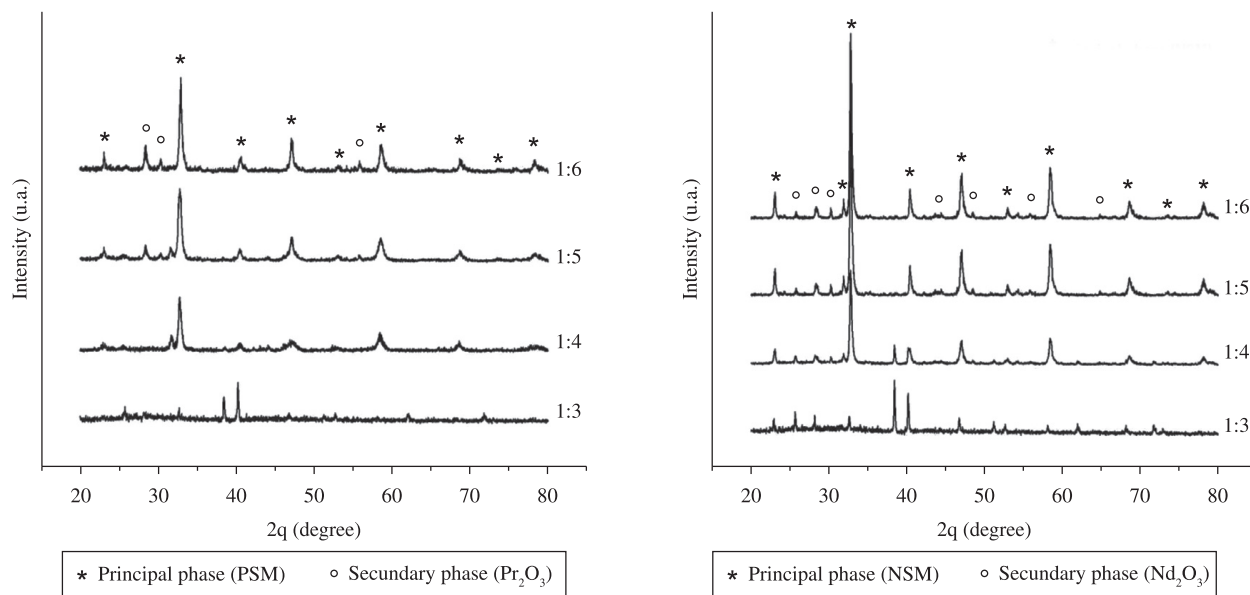 Intensity (u.a.)
* * * * * * * *
1:6
1:5
1:4
1:3
20 30 40 50 60 70 80
2q (degree)
* Principal phase (PSM) ○ Secundary phase (Pr₂O₃)
Intensity (u.a.)
* * * * * * * * *
1:6
1:5
1:4
1:3
20 30 40 50 60 70 80
2q (degree)
* Principal phase (NSM) ○ Secundary phase (Nd₂O₃)